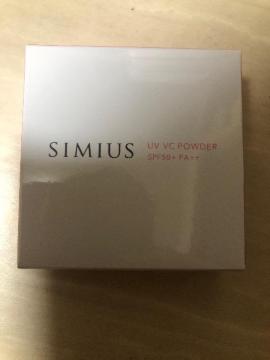 SIMIUS
UV VC POWDER
SPF50+ PA++